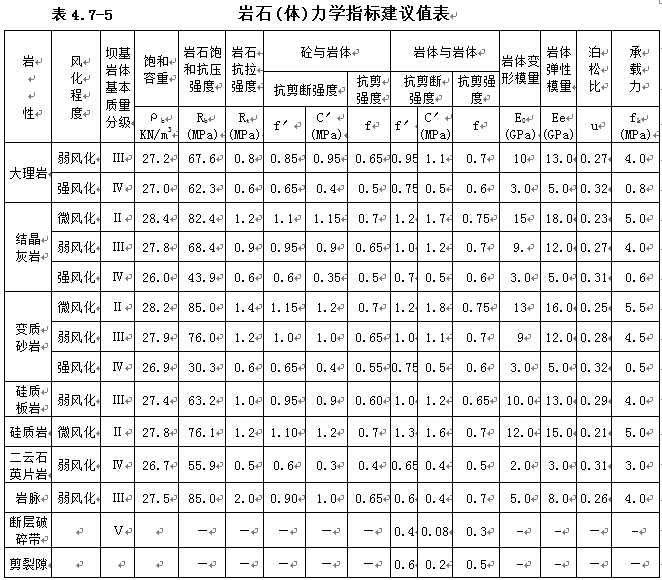 表 4.7-5 岩石(体)力学指标建议值表
岩性 风化程度 坝基岩体基本质量分级 饱和容重 岩石饱和抗压强度 岩石抗拉强度 砼与岩体 岩体与岩体 岩体变形模量 岩体弹性模量 泊松比 承载力
抗剪断强度 抗剪强度 抗剪断强度 抗剪强度
ρb KN/m³ Rb (MPa) Rt (MPa) f′ C′ (MPa) f f′ C′ (MPa) f E0 (GPa) Ee (GPa) u fk (MPa)
大理岩 弱风化 III 27.2 67.6 0.8 0.85 0.95 0.65 0.95 1.1 0.7 10 13.0 0.27 4.0
强风化 IV 27.0 62.3 0.6 0.65 0.4 0.5 0.75 0.5 0.6 3.0 5.0 0.32 0.8
结晶灰岩 微风化 II 28.4 82.4 1.2 1.1 1.15 0.7 1.2 1.7 0.75 15 18.0 0.23 5.0
弱风化 III 27.8 68.4 0.9 0.95 0.9 0.65 1.0 1.2 0.7 9. 12.0 0.27 4.0
强风化 IV 26.0 43.9 0.6 0.6 0.35 0.5 0.7 0.5 0.6 3.0 5.0 0.31 0.6
变质砂岩 微风化 II 28.2 85.0 1.4 1.15 1.2 0.7 1.2 1.8 0.75 13 16.0 0.25 5.5
弱风化 III 27.9 76.0 1.2 1.0 1.0 0.65 1.0 1.1 0.7 9 12.0 0.28 4.5
强风化 IV 26.9 30.3 0.6 0.65 0.4 0.55 0.75 0.5 0.6 3.0 5.0 0.32 0.5
硅质板岩 弱风化 III 27.4 63.2 1.0 0.95 0.9 0.60 1.0 1.2 0.65 10.0 13.0 0.29 4.0
硅质岩 微风化 II 27.8 76.1 1.2 1.10 1.2 0.7 1.3 1.6 0.7 12.0 15.0 0.21 5.0
二云石英片岩 弱风化 IV 26.7 55.9 0.5 0.6 0.3 0.4 0.65 0.4 0.5 2.0 3.0 0.31 3.0
岩脉 弱风化 III 27.5 85.0 2.0 0.90 1.0 0.65 0.6 0.4 0.7 5.0 8.0 0.26 4.0
断层破碎带 V — — — — — 0.4 0.08 0.3 - - — -
剪裂隙 — — — — — 0.6 0.2 0.5 - - — -